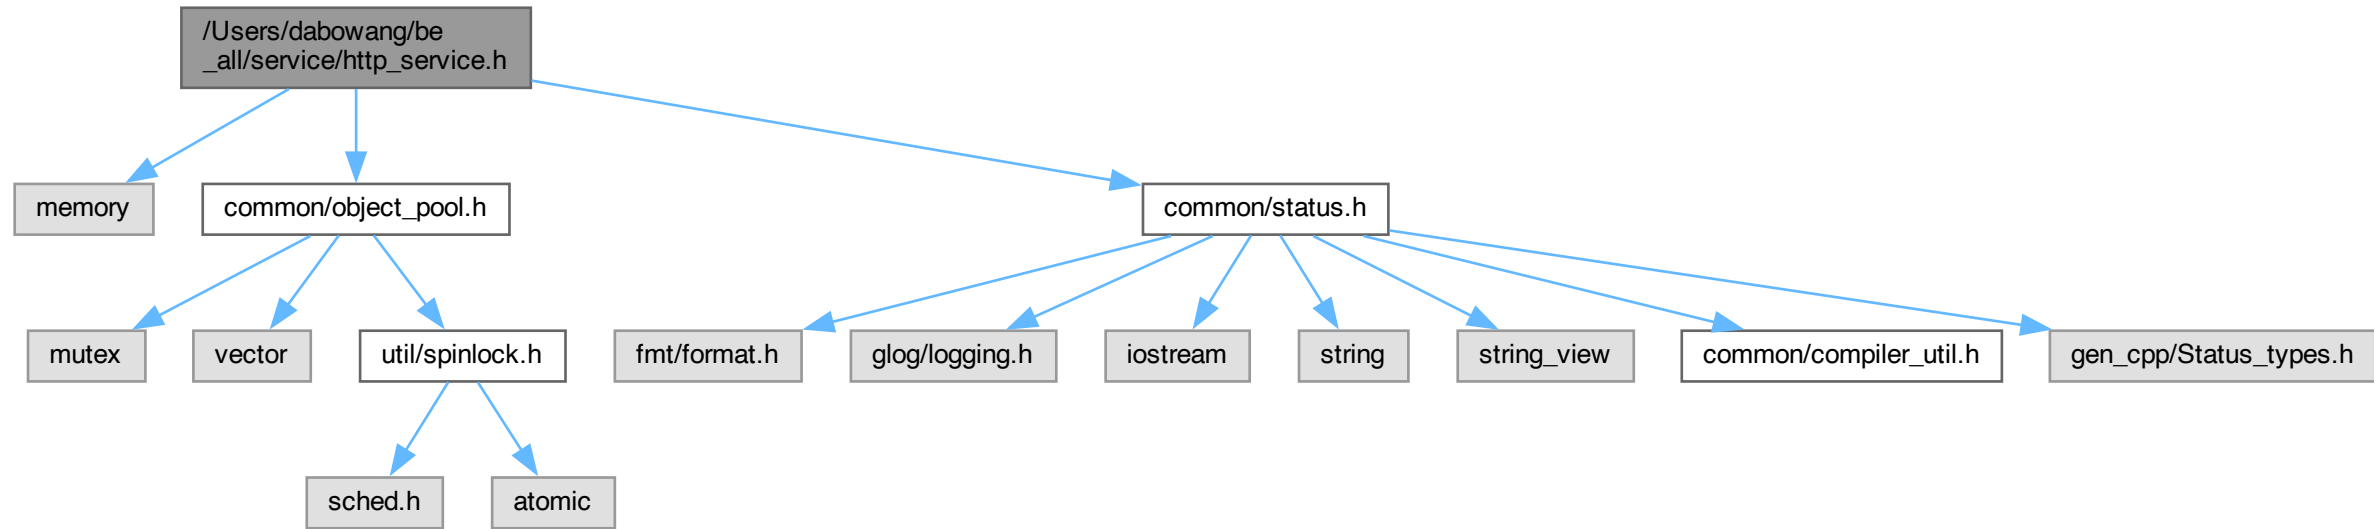 /Users/dabowang/be
_all/service/http_service.h
memory
common/object_pool.h
common/status.h
mutex
vector
util/spinlock.h
fmt/format.h
glog/logging.h
iostream
string
string_view
common/compiler_util.h
gen_cpp/Status_types.h
sched.h
atomic